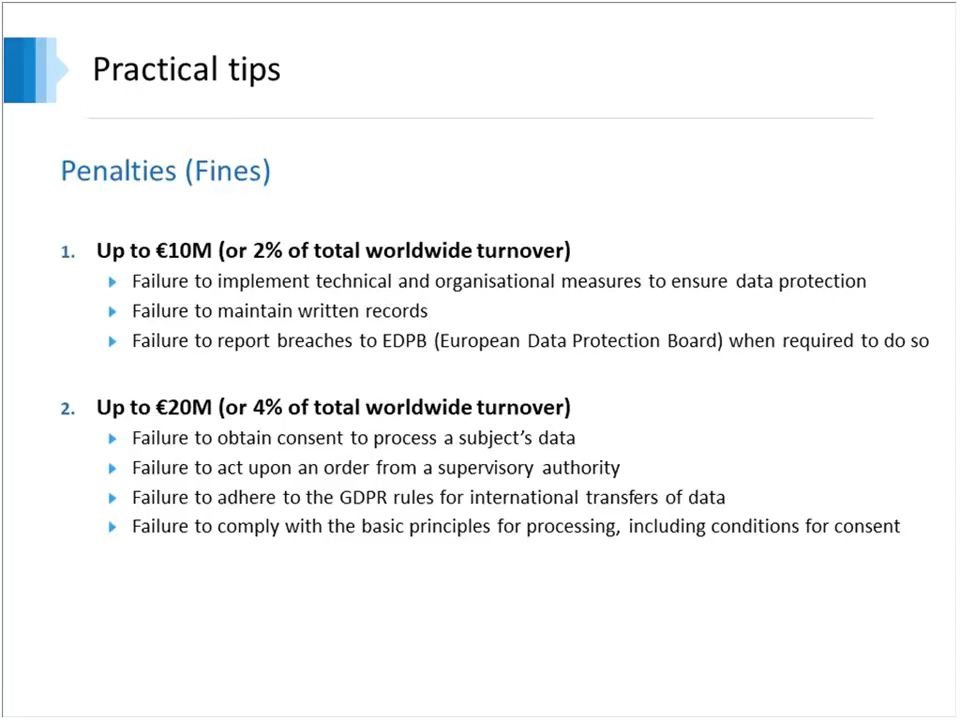 Practical tips
Penalties (Fines)
1. Up to €10M (or 2% of total worldwide turnover)
Failure to implement technical and organisational measures to ensure data protection
Failure to maintain written records
Failure to report breaches to EDPB (European Data Protection Board) when required to do so
2. Up to €20M (or 4% of total worldwide turnover)
Failure to obtain consent to process a subject’s data
Failure to act upon an order from a supervisory authority
Failure to adhere to the GDPR rules for international transfers of data
Failure to comply with the basic principles for processing, including conditions for consent